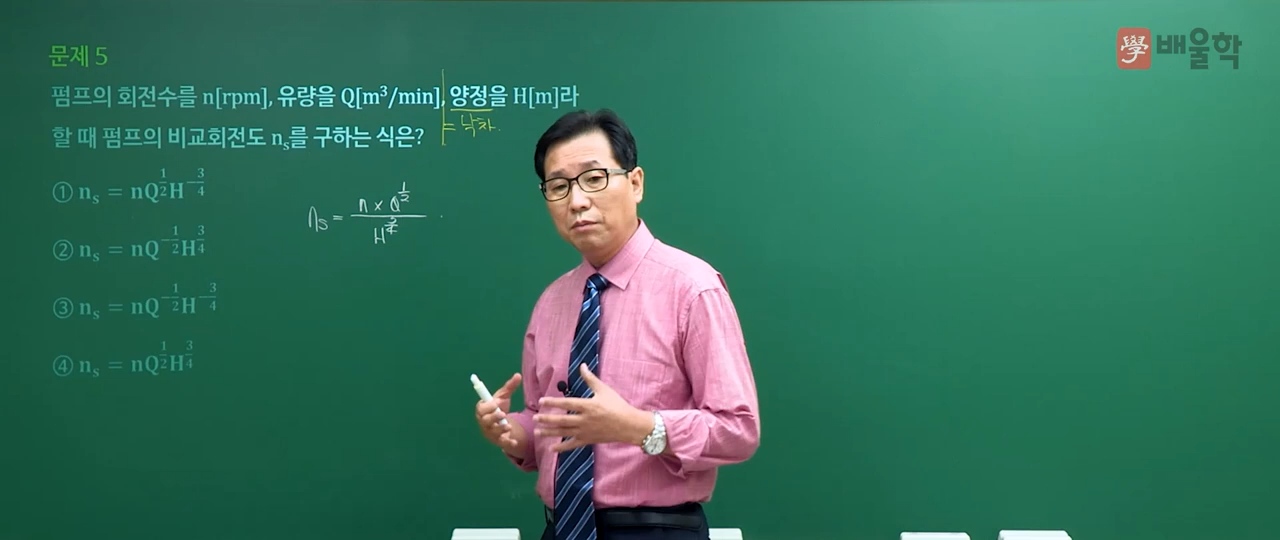 學 배울학
문제 5
펌프의 회전수를 n[rpm], 유량을 Q[m³/min], 양정을 H[m]라
= 낙차.
할 때 펌프의 비교회전도 nₛ를 구하는 식은?
① nₛ = nQ^{1/2}H^{-3/4}
② nₛ = nQ^{-1/2}H^{3/4}
③ nₛ = nQ^{-1/2}H^{-3/4}
④ nₛ = nQ^{1/2}H^{3/4}
nₛ = \frac{n × Q^{1/2}}{H^{3/4}}